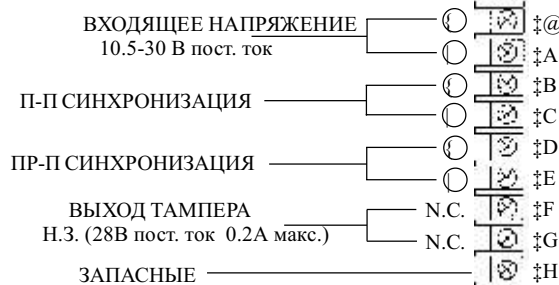 ВХОДЯЩЕЕ НАПРЯЖЕНИЕ
10.5-30 В пост. ток
П-П СИНХРОНИЗАЦИЯ
ПР-П СИНХРОНИЗАЦИЯ
ВЫХОД ТАМПЕРА
Н.З. (28В пост. ток 0.2А макс.)
ЗАПАСНЫЕ
N.C.
N.C.
‡@
‡A
‡B
‡C
‡D
‡E
‡F
‡G
‡H